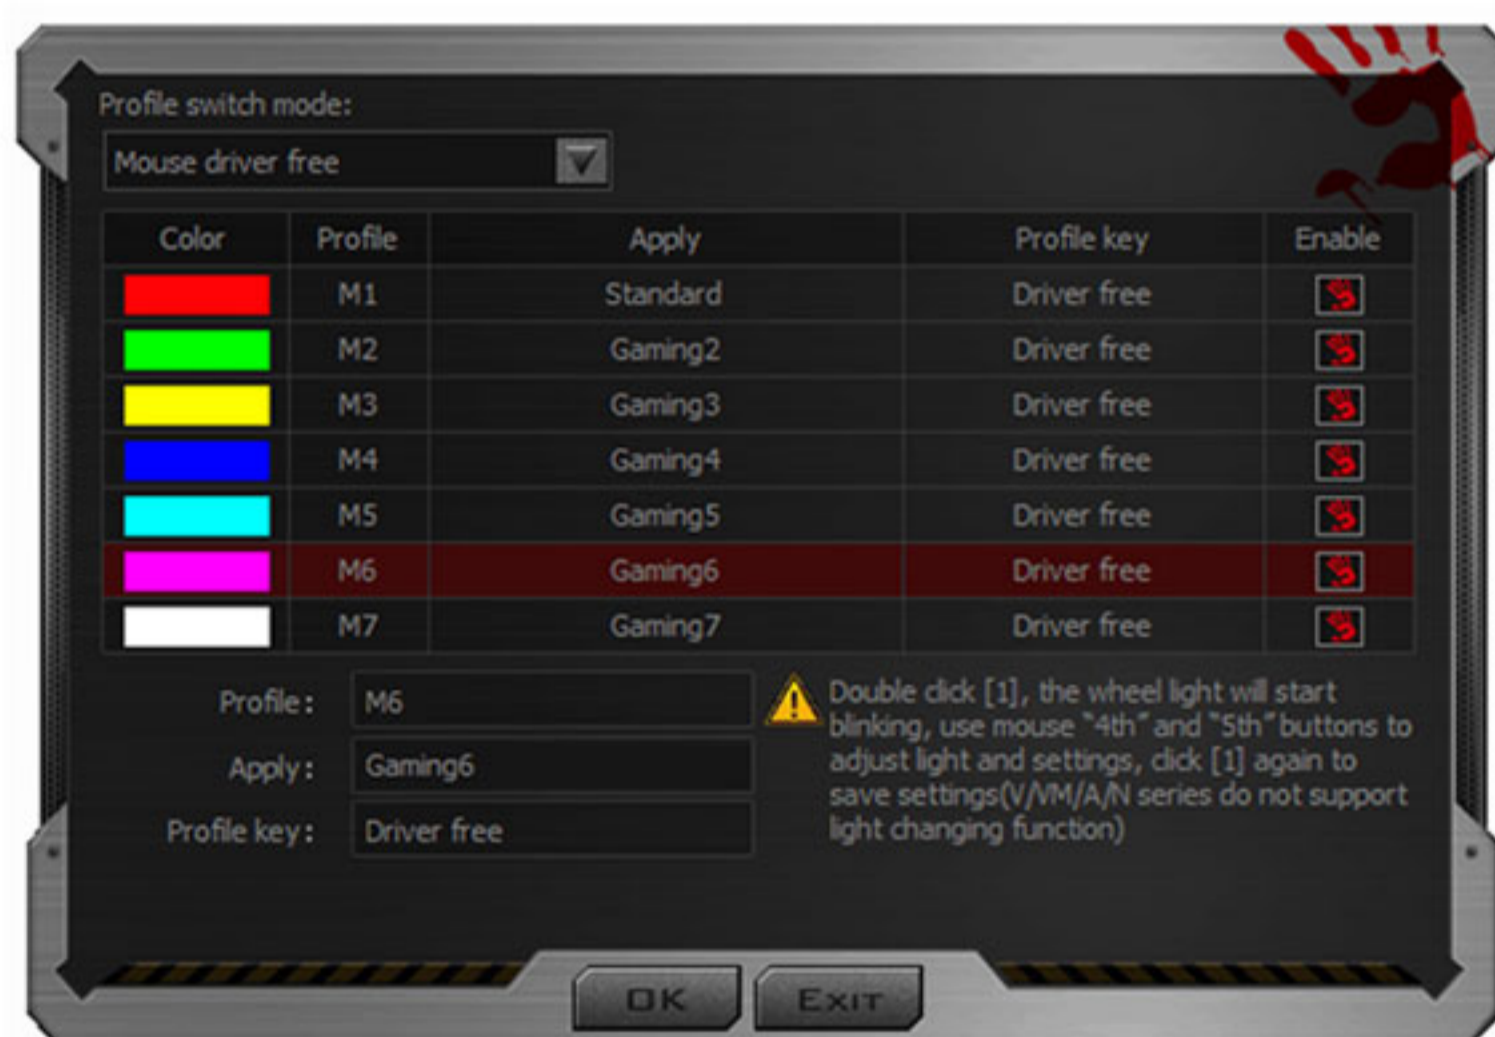 Profile switch mode:
Mouse driver free
Color Profile Apply Profile key Enable
M1 Standard Driver free
M2 Gaming2 Driver free
M3 Gaming3 Driver free
M4 Gaming4 Driver free
M5 Gaming5 Driver free
M6 Gaming6 Driver free
M7 Gaming7 Driver free
Profile: M6
Apply: Gaming6
Profile key: Driver free
Double click [1], the wheel light will start
blinking, use mouse "4th" and "5th" buttons to
adjust light and settings, click [1] again to
save settings(V/VM/A/N series do not support
light changing function)
OK EXIT